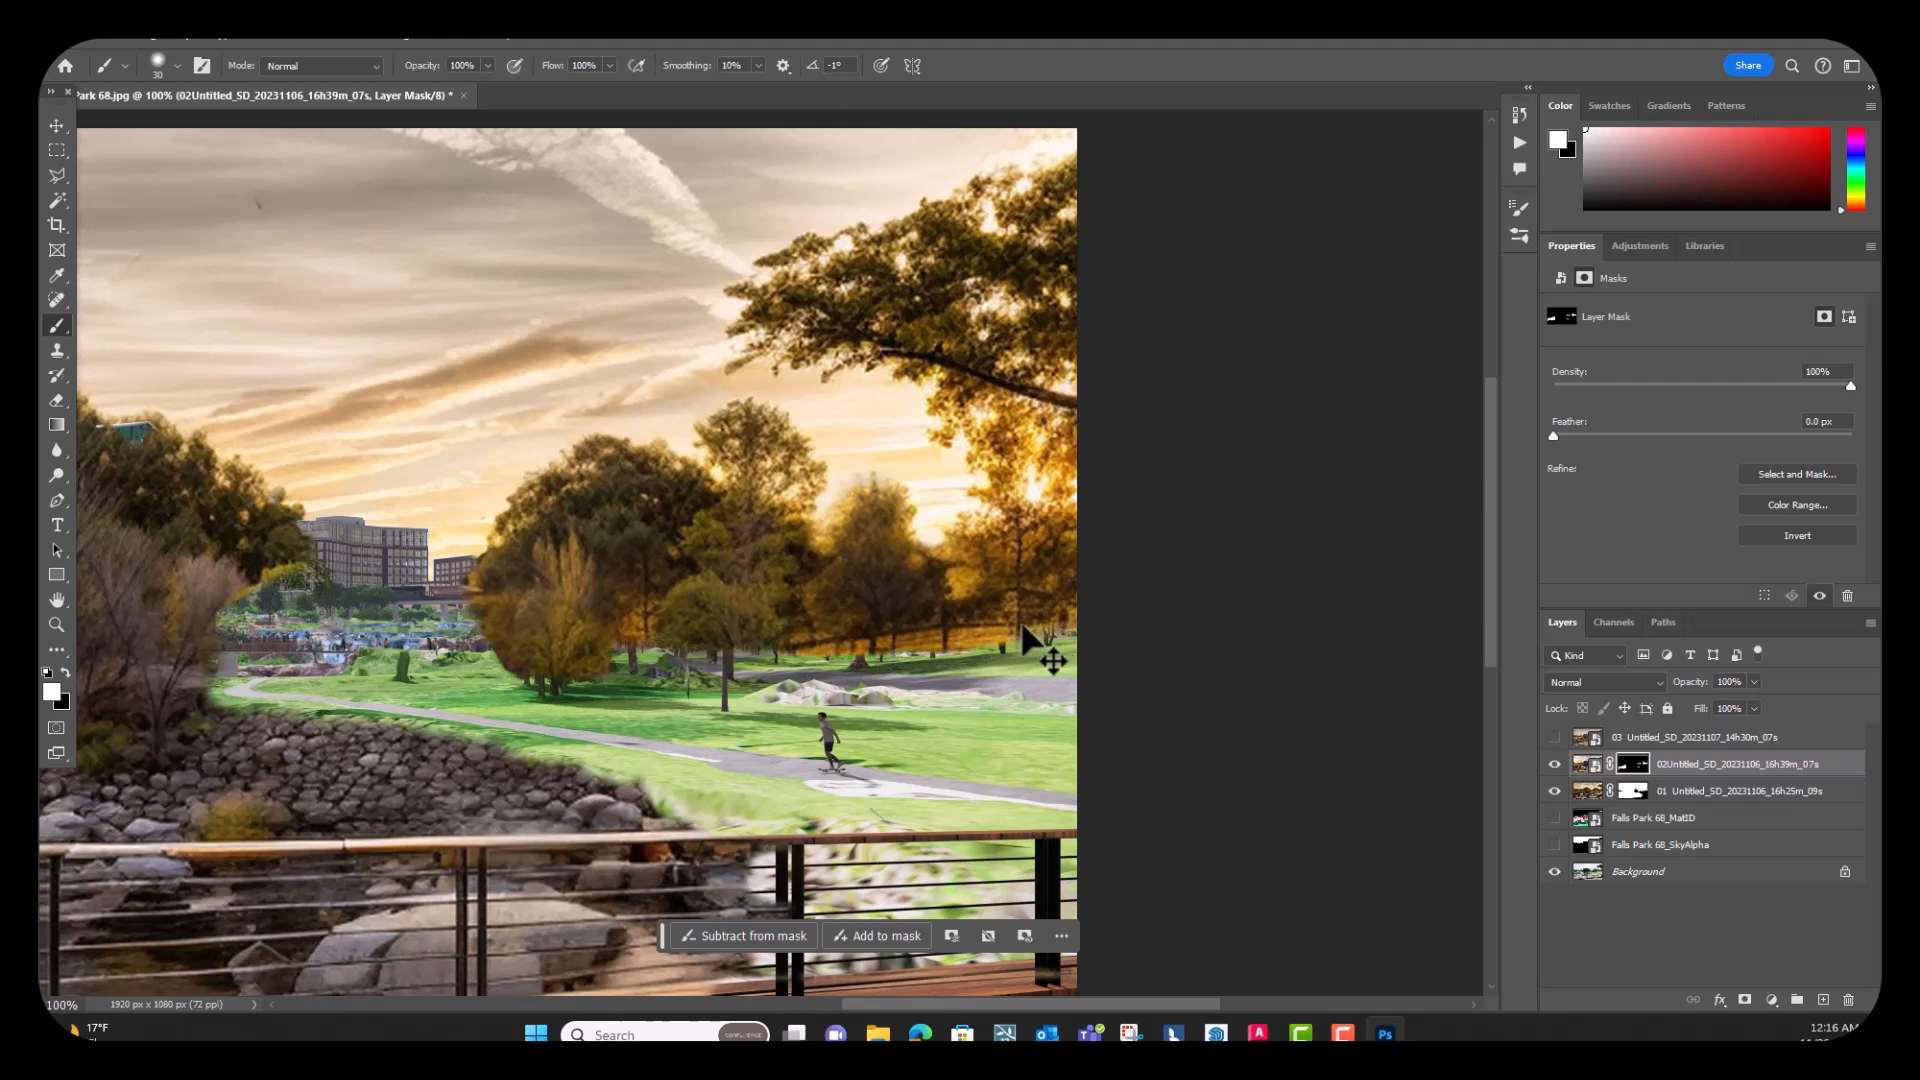 30
Mode: Normal
Opacity: 100%
Flow: 100%
Smoothing: 10%
-1°
Share
Park 68.jpg @ 100% (02Untitled_SD_20231106_16h39m_07s, Layer Mask/8) *
Color Swatches Gradients Patterns
Properties Adjustments Libraries
Masks
Layer Mask
Density: 100%
Feather: 0.0 px
Refine:
Select and Mask...
Color Range...
Invert
Layers Channels Paths
Kind
Normal Opacity: 100%
Lock: Fill: 100%
03 Untitled_SD_20231107_14h30m_07s
02Untitled_SD_20231106_16h39m_07s
01 Untitled_SD_20231106_16h25m_09s
Falls Park 68_MatID
Falls Park 68_SkyAlpha
Background
Subtract from mask
Add to mask
100% 1920 px x 1080 px (72 ppi)
17°F
Search
12:16 AM